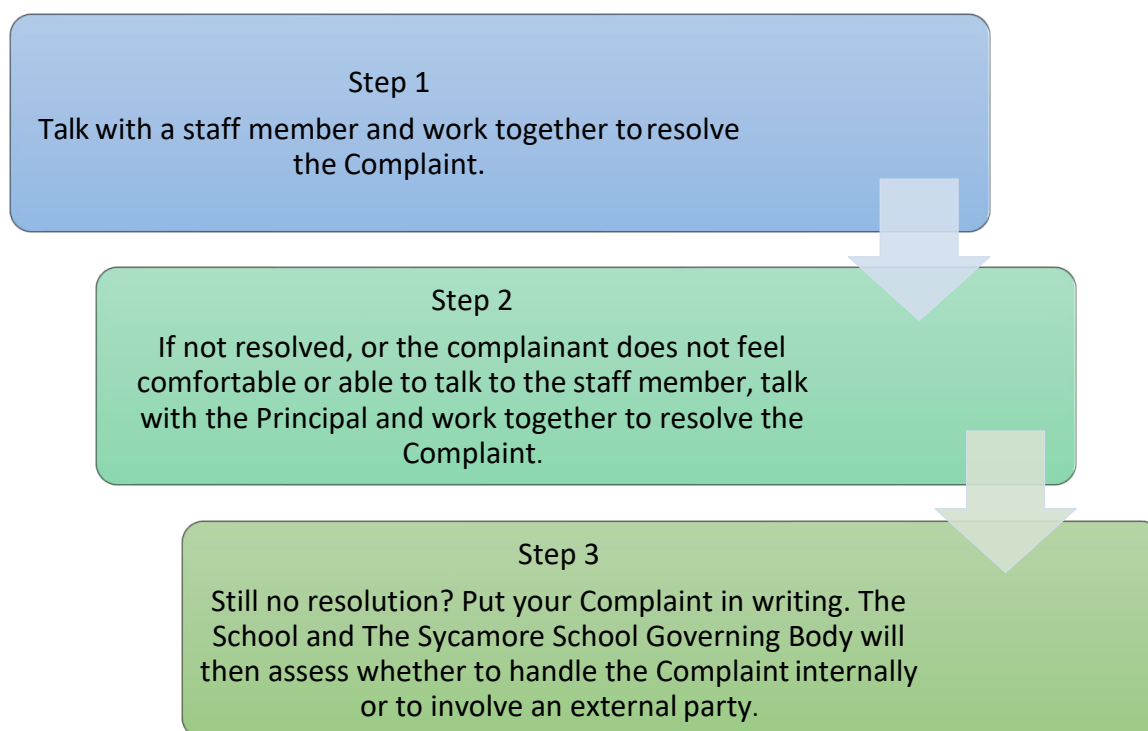 Step 1
Talk with a staff member and work together to resolve
the Complaint.
Step 2
If not resolved, or the complainant does not feel
comfortable or able to talk to the staff member, talk
with the Principal and work together to resolve the
Complaint.
Step 3
Still no resolution? Put your Complaint in writing. The
School and The Sycamore School Governing Body will
then assess whether to handle the Complaint internally
or to involve an external party.